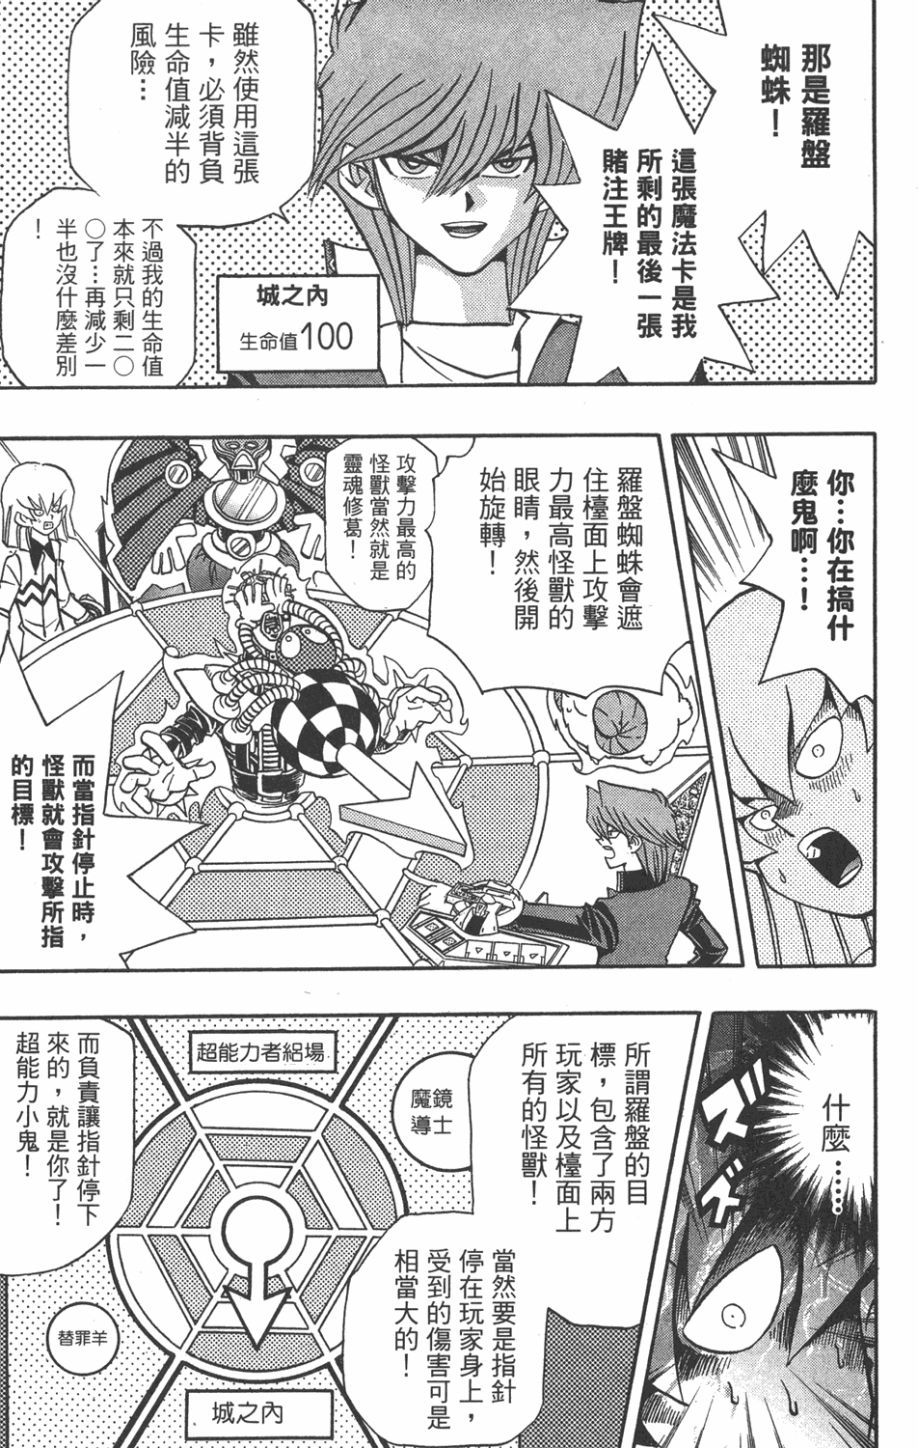 那是羅盤
蜘蛛！
這張魔法卡是我
所剩的最後一張
賭注王牌！
雖然使用這張
卡，必須背負
生命值減半的
風險…
不過我的生命值
本來就只剩二〇
〇了…再減少一
半也沒什麼差別
！
城之內
生命值100
你…你在搞什
麼鬼啊…！
羅盤蜘蛛會遮
住檯面上攻擊
力最高怪獸的
眼睛，然後開
始旋轉！
攻擊力最高的
怪獸當然就是
靈魂修葛！
而當指針停止時，
怪獸就會攻擊所指
的目標！
什麼……
ズズ
所謂羅盤的目
標，包含了兩方
玩家以及檯面上
所有的怪獸！
當然要是指針
停在玩家身上，
受到的傷害可是
相當大的！
超能力者絽場
魔鏡
導士
替罪羊
城之內
而負責讓指針停下
來的，就是你了！
超能力小鬼！